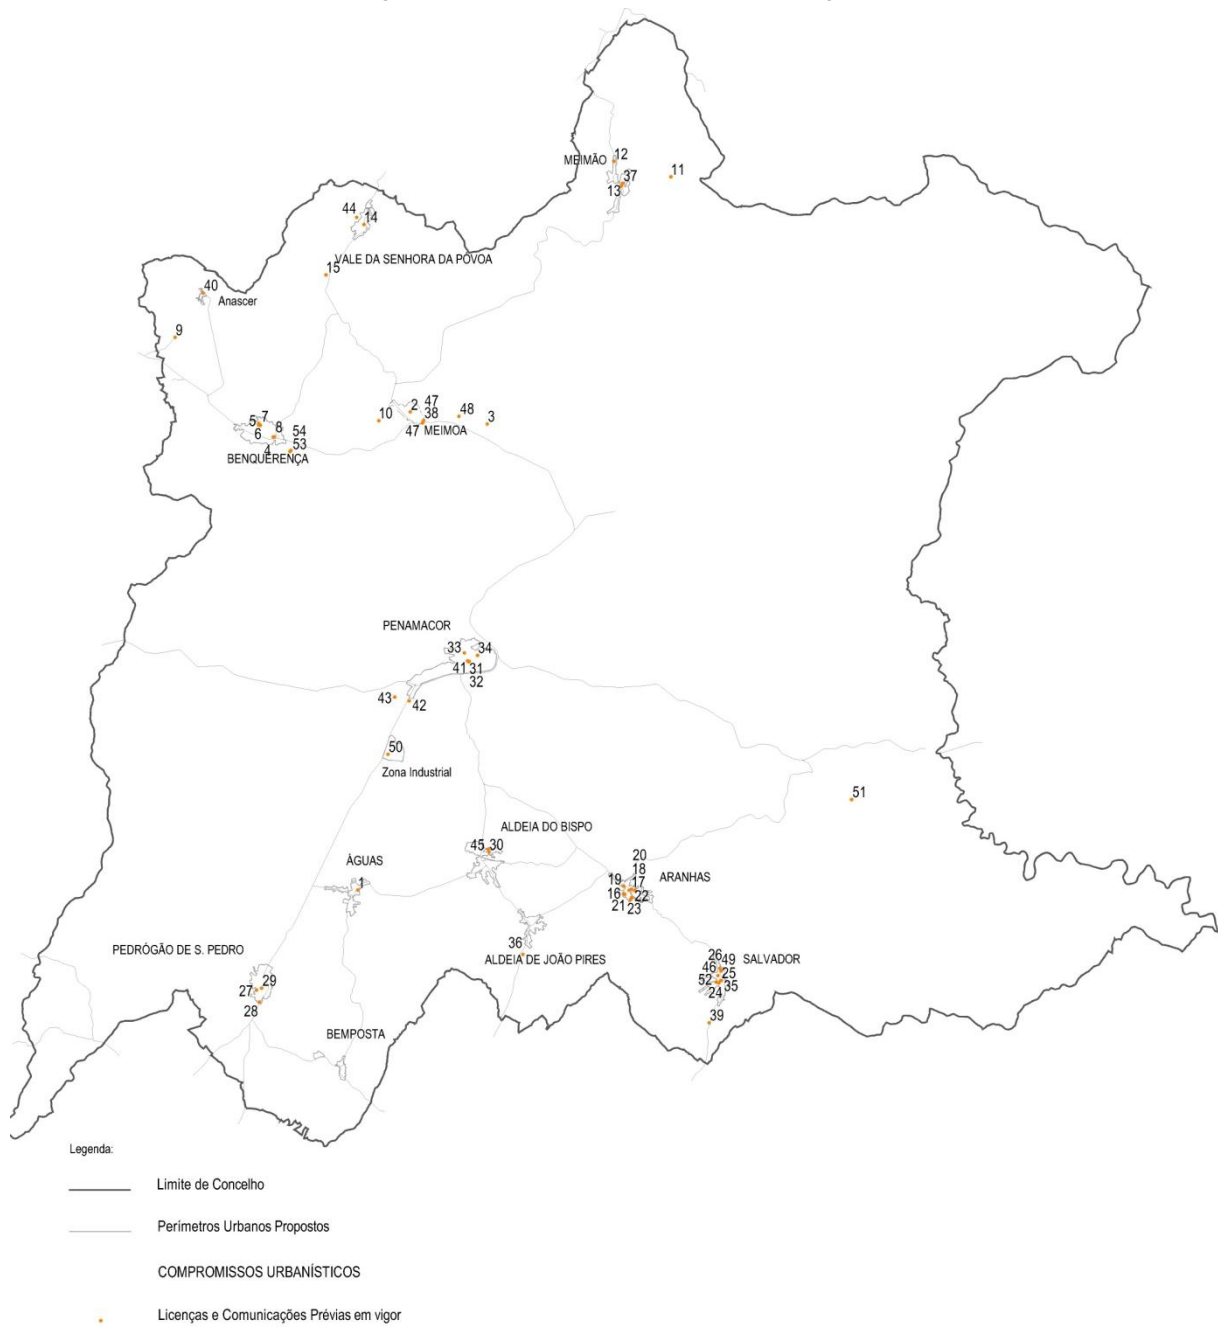 12
MEIMÃO
37
11
13
44
14
VALE DA SENHORA DA PÓVOA
15
40
Anascer
9
2
47
10
38
48
3
47
MEIMOA
7
5
8
54
6
53
4
BENQUERENÇA
PENAMACOR
33
34
41
31
32
43
42
50
Zona Industrial
51
ALDEIA DO BISPO
45
30
ÀGUAS
1
20
18
19
17
ARANHAS
16
22
21
23
36
ALDEIA DE JOÃO PIRES
PEDRÓGÃO DE S. PEDRO
27
29
28
26
49
SALVADOR
46
25
52
35
24
39
BEMPOSTA
Legenda:
Limite de Concelho
Perímetros Urbanos Propostos
COMPROMISSOS URBANÍSTICOS
Licenças e Comunicações Prévias em vigor